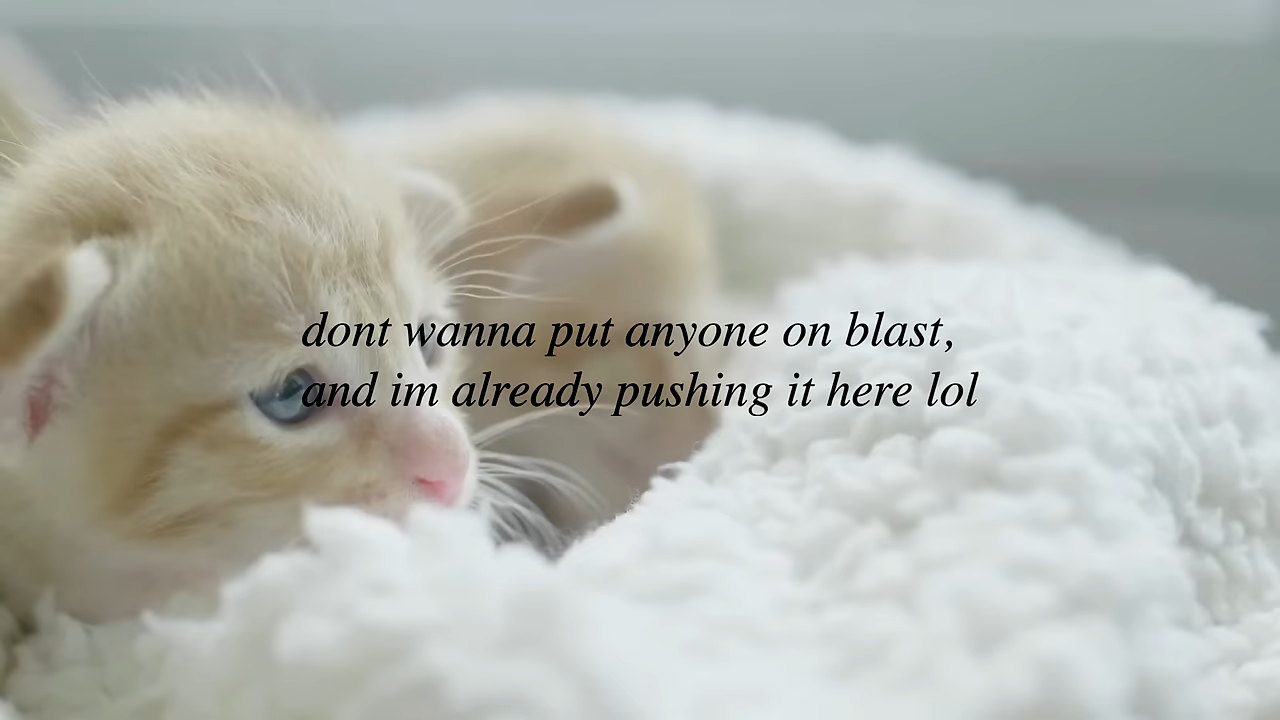 dont wanna put anyone on blast,
and im already pushing it here lol